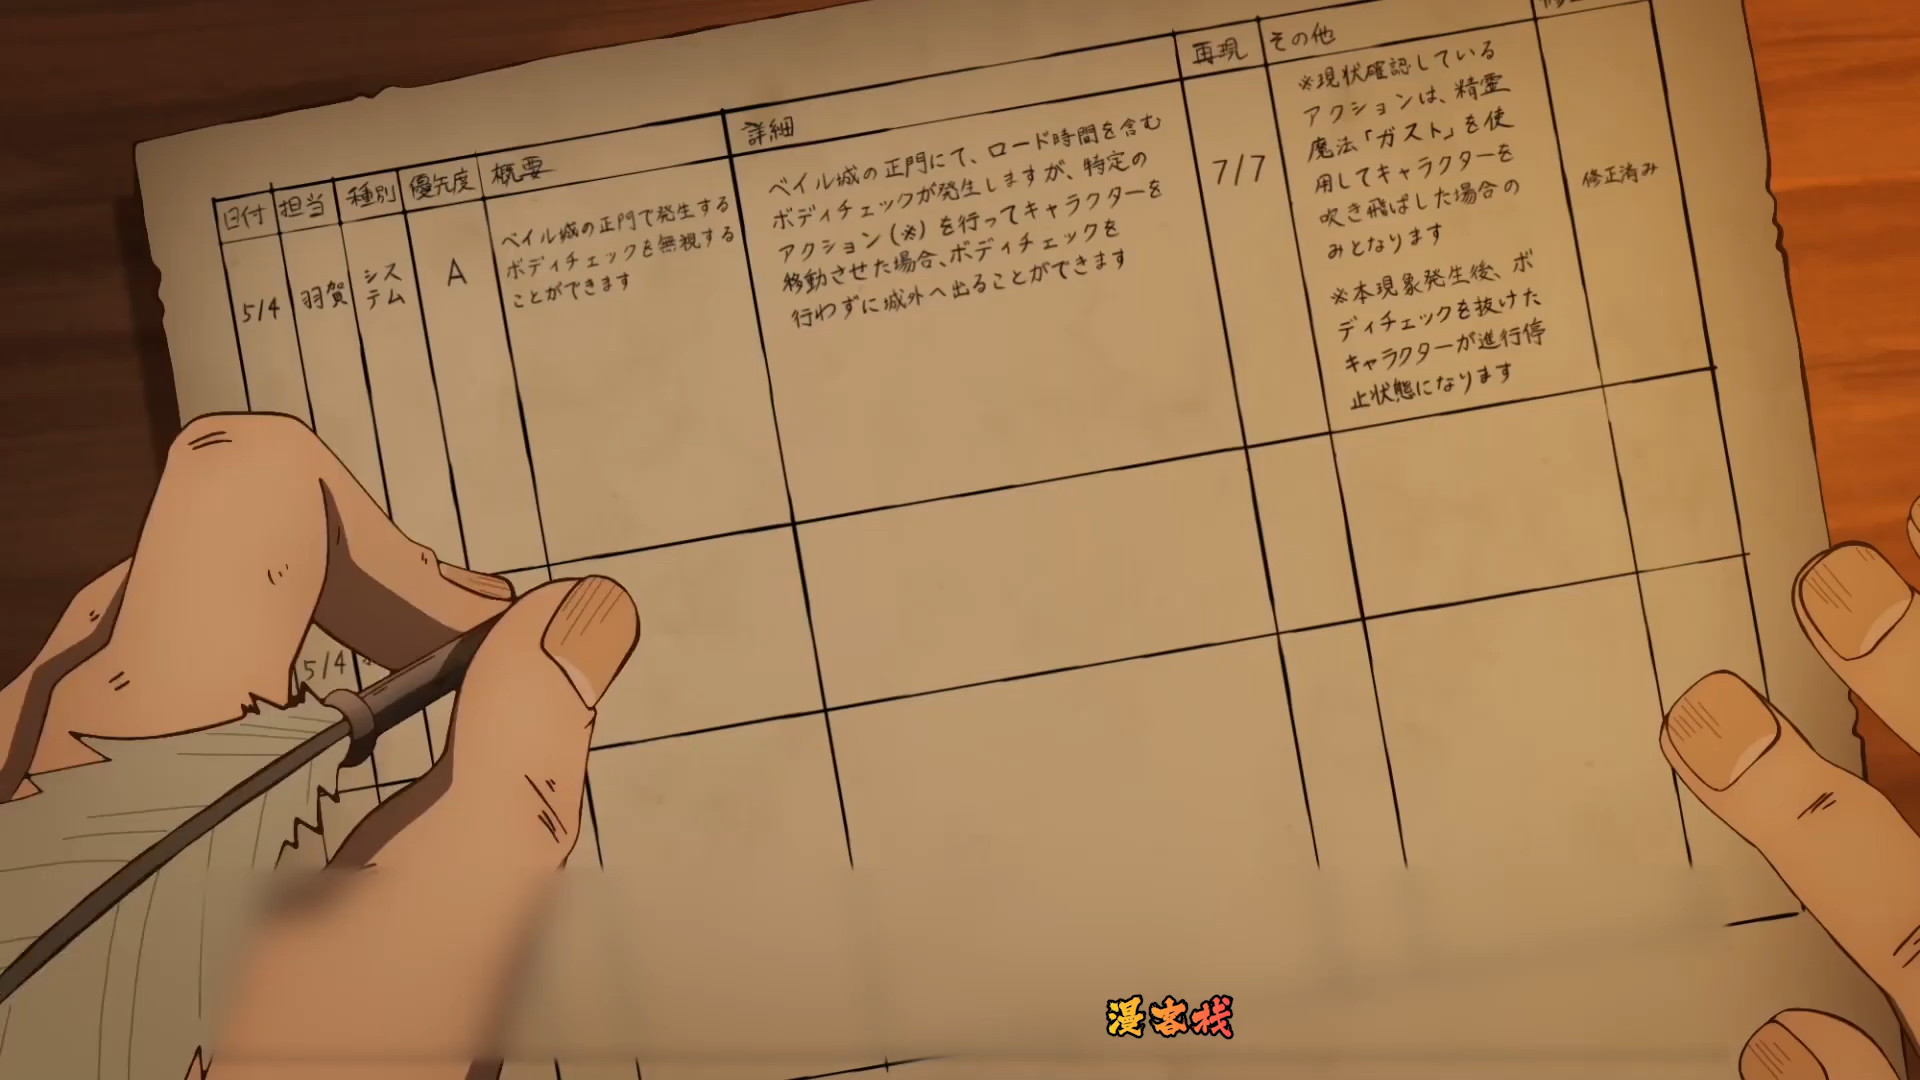 日付
担当
種別
優先度
概要
詳細
再現
その他
5/4
羽賀
シス
テム
A
ベイル城の正門で発生する
ボディチェックを無視する
ことができます
ベイル城の正門にて、ロード時間を含む
ボディチェックが発生しますが、特定の
アクション(※)を行ってキャラクターを
移動させた場合、ボディチェックを
行わずに城外へ出ることができます
7/7
※現状確認している
アクションは、精霊
魔法「ガスト」を使
用してキャラクターを
吹き飛ばした場合の
みとなります
※本現象発生後、ボ
ディチェックを抜けた
キャラクターが進行停
止状態になります
修正済み
5/4
漫客栈